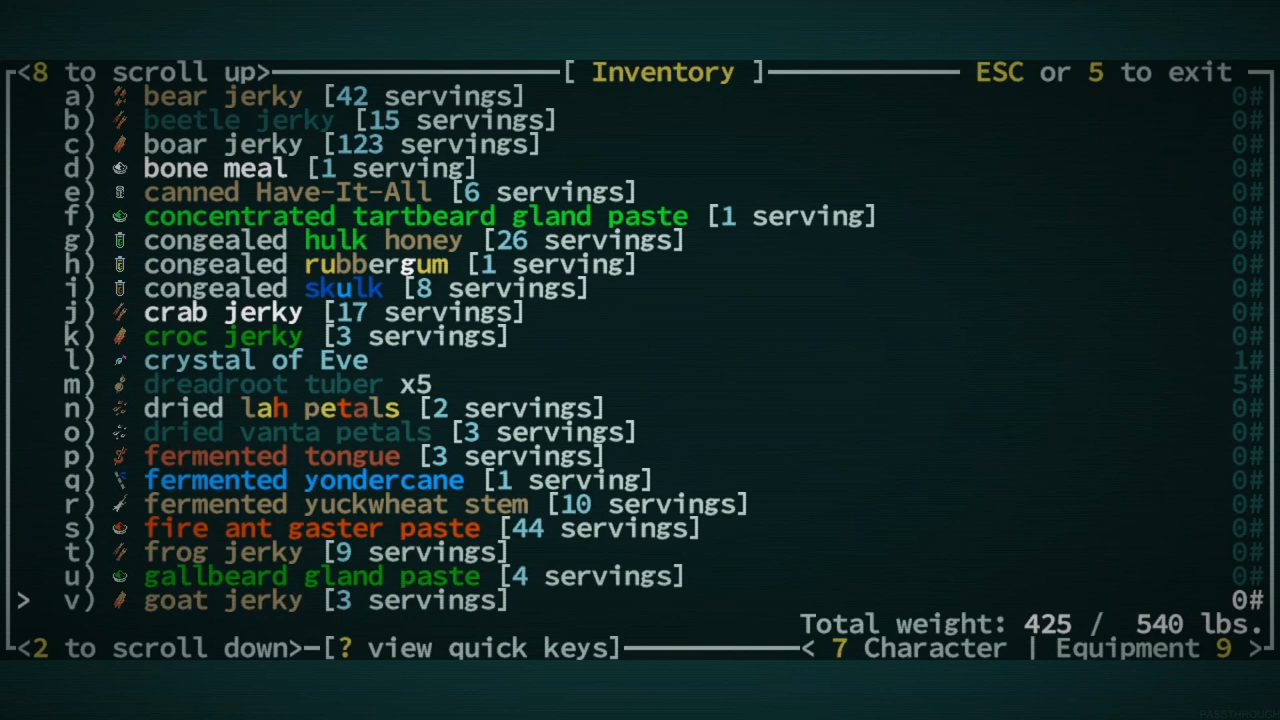 <8 to scroll up> [ Inventory ] ESC or 5 to exit
a) bear jerky [42 servings] 0#
b) beetle jerky [15 servings] 0#
c) boar jerky [123 servings] 0#
d) bone meal [1 serving] 0#
e) canned Have-It-All [6 servings] 0#
f) concentrated tartbeard gland paste [1 serving] 0#
g) congealed hulk honey [26 servings] 0#
h) congealed rubbergum [1 serving] 0#
i) congealed skulk [8 servings] 0#
j) crab jerky [17 servings] 0#
k) croc jerky [3 servings] 0#
l) crystal of Eve 1#
m) dreadroot tuber x5 5#
n) dried lah petals [2 servings] 0#
o) dried vanta petals [3 servings] 0#
p) fermented tongue [3 servings] 0#
q) fermented yondercane [1 serving] 0#
r) fermented yuckwheat stem [10 servings] 0#
s) fire ant gaster paste [44 servings] 0#
t) frog jerky [9 servings] 0#
u) gallbeard gland paste [4 servings] 0#
> v) goat jerky [3 servings] 0#
Total weight: 425 / 540 lbs.
<2 to scroll down> [? view quick keys] < 7 Character | Equipment 9 >